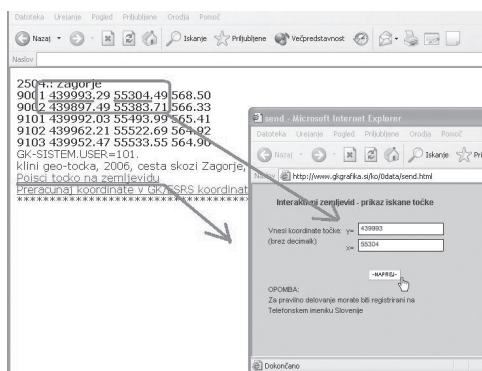 Datoteka Urejanje Pogled Priljubljene Orodja Pomoč
Nazaj Iskanje Priljubljene Večpredstavnost
Naslov
2504.: Zagorje
9001 439993.29 55304.49 568.50
9002 439897.49 55383.71 566.33
9101 439992.03 55493.99 565.41
9102 439962.21 55522.69 564.92
9103 439952.47 55533.55 564.90
GK-SISTEM.USER=101.
klini geo-točka, 2006, cesta skozi Zagorje,
Poisci todko na zemljevidu
Preracunaj koordinate v GK/ESRS koordinat
send - Microsoft Internet Explorer
Datoteka Urejanje Pogled Priljubljene Orodja Pomoč
Nazaj Iskanje Pri
Naslov http://www.gkgrafika.si/ko/0data/send.html
Interaktivni zemljevid - prikaz iskane točke
Vnesi koordinate točke: y= 439993
(brez decimalk) x= 55304
-NAPREJ-
OPOMBA:
Za pravilno delovanje morate biti registrirani na
Telefonskem imeniku Slovenije
Dokončano